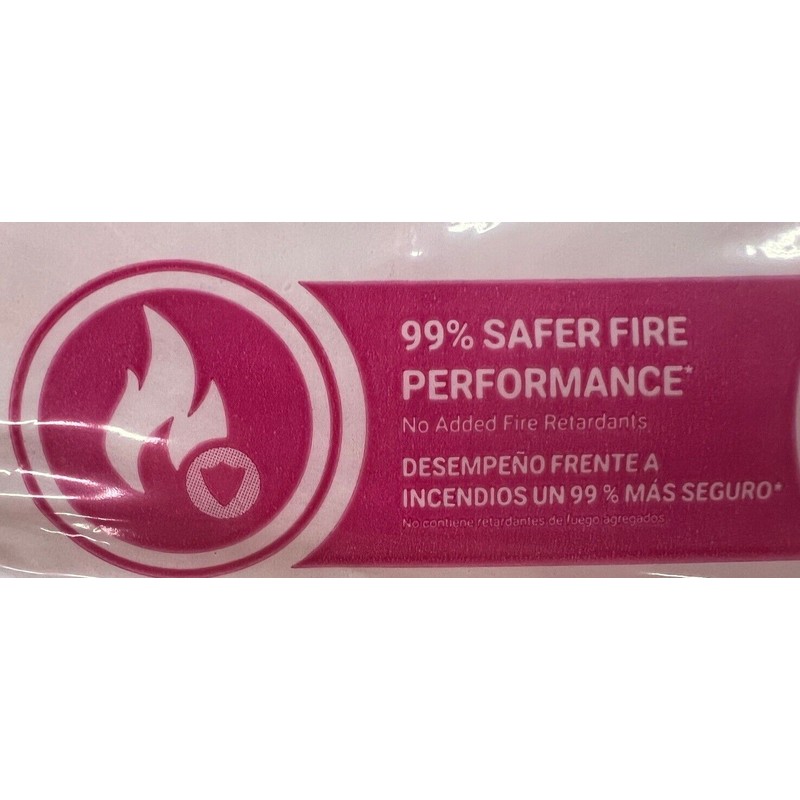 99% SAFER FIRE
PERFORMANCE*
No Added Fire Retardants
DESEMPEÑO FRENTE A
INCENDIOS UN 99 % MÁS SEGURO*
No contiene retardantes de fuego agregados